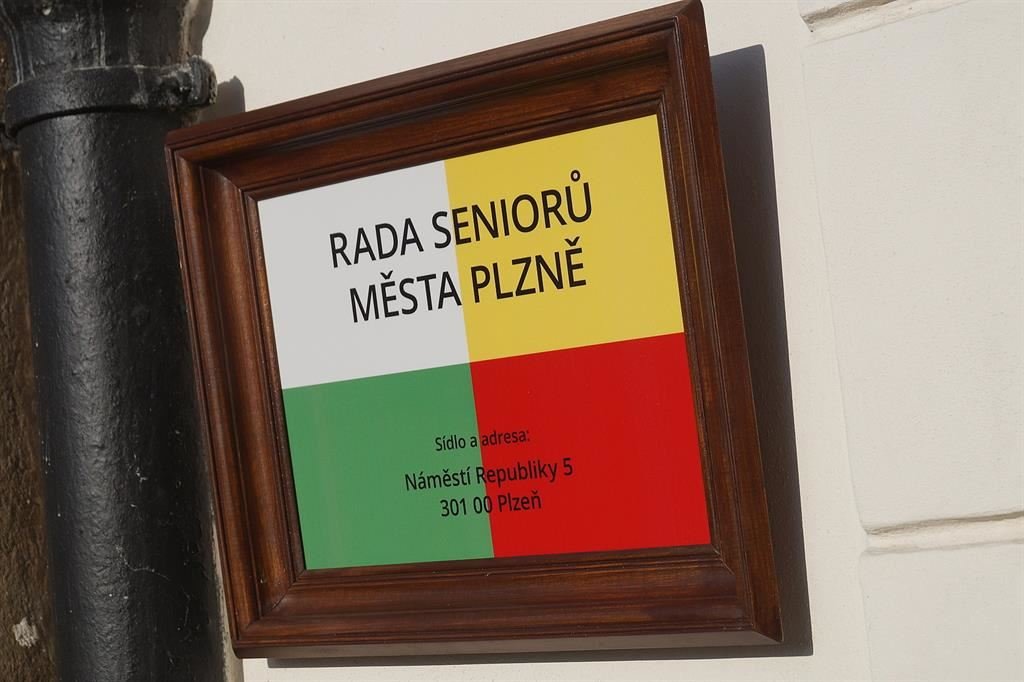 RADA SENIORŮ
MĚSTA PLZNĚ
Sídlo a adresa:
Náměstí Republiky 5
301 00 Plzeň